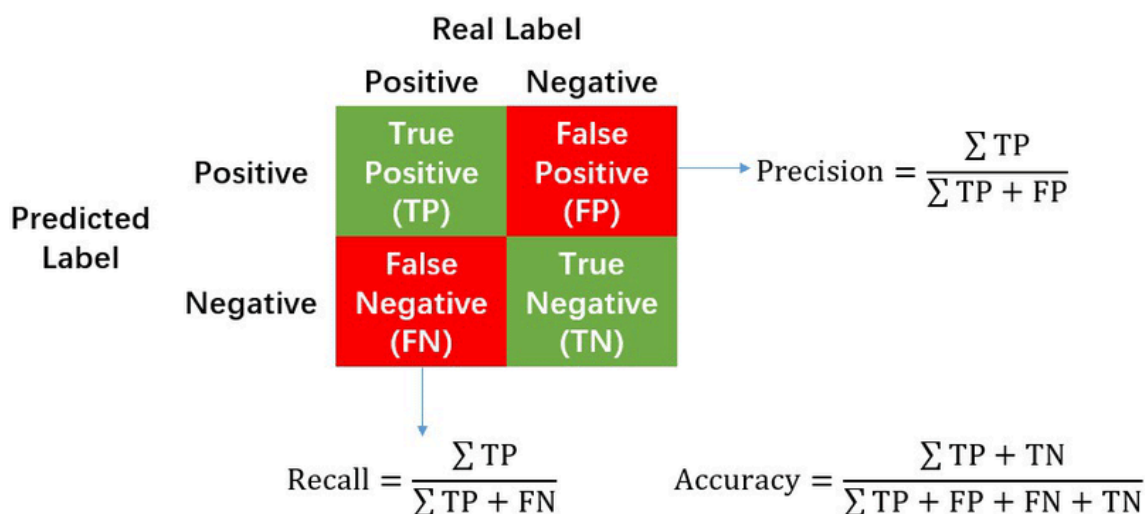 Real Label
Positive Negative
True Positive (TP)
False Positive (FP)
Positive
Precision = ∑ TP / ∑ TP + FP
Predicted Label
Negative
False Negative (FN)
True Negative (TN)
Recall = ∑ TP / ∑ TP + FN
Accuracy = ∑ TP + TN / ∑ TP + FP + FN + TN